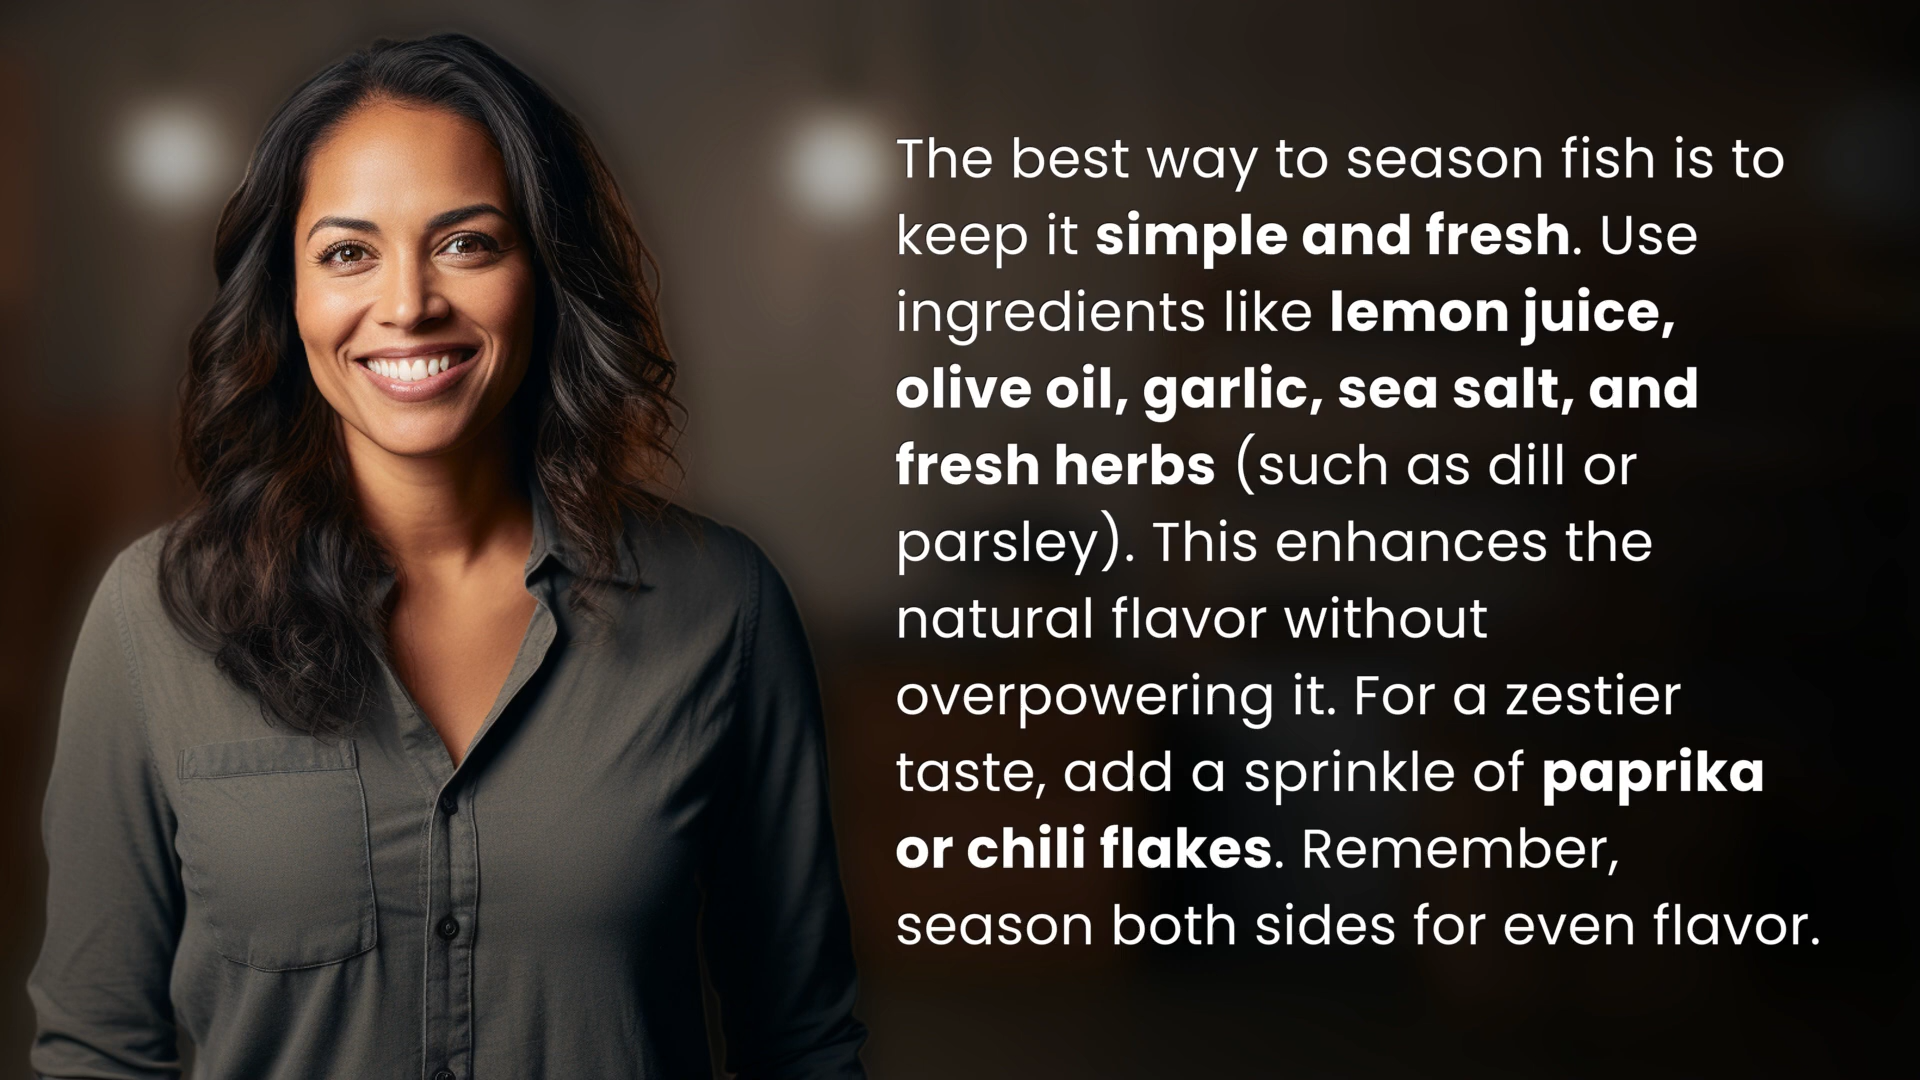 The best way to season fish is to
keep it simple and fresh. Use
ingredients like lemon juice,
olive oil, garlic, sea salt, and
fresh herbs (such as dill or
parsley). This enhances the
natural flavor without
overpowering it. For a zestier
taste, add a sprinkle of paprika
or chili flakes. Remember,
season both sides for even flavor.